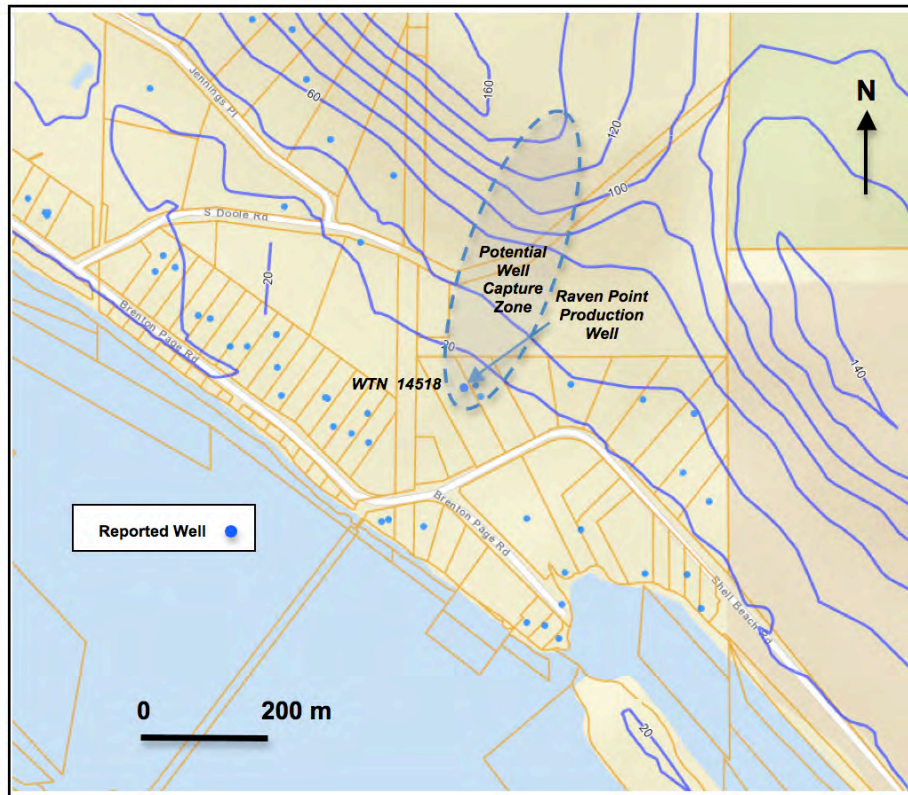 160
60
120
N
Jennings Pl
100
S Doole Rd
20
Potential
Well
Capture
Zone
Raven Point
Production
Well
Brenton Page Rd
20
140
WTN 14518
Brenton Page Rd
Reported Well
Shell Beach Rd
0 200 m
20